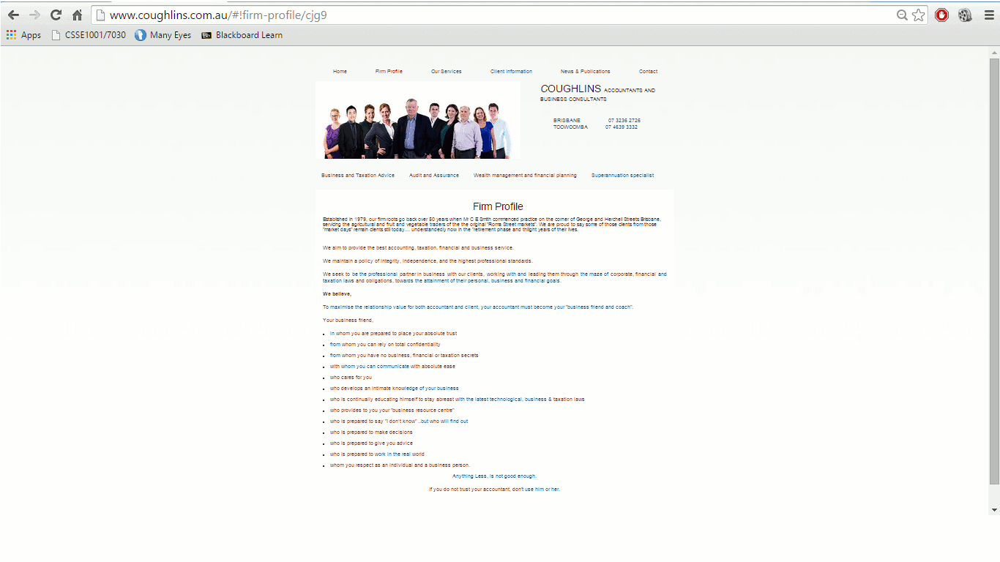 www.coughlins.com.au/#!firm-profile/cjg9
Apps CSSE1001/7030 Many Eyes Blackboard Learn
Home Firm Profile Our Services Client Information News & Publications Contact
COUGHLINS ACCOUNTANTS AND
BUSINESS CONSULTANTS
BRISBANE 07 3236 2726
TOOWOOMBA 07 4639 3332
Business and Taxation Advice Audit and Assurance Wealth management and financial planning Superannuation specialist
Firm Profile
Established in 1979, our firm roots go back over 50 years when Mr C E Smith commenced practice on the corner of George and Herchell Streets Brisbane,
servicing the agricultural and fruit and vegetable traders of the the original "Roma Street markets". We are proud to say some of those clients from those
"market days" remain clients still today.... understandedly now in the "retirement phase and thilight years of their lives.
We aim to provide the best accounting, taxation, financial and business service.
We maintain a policy of integrity, independence, and the highest professional standards.
We seek to be the professional partner in business with our clients, working with and leading them through the maze of corporate, financial and
taxation laws and obligations, towards the attainment of their personal, business and financial goals.
We believe,
To maximise the relationship value for both accountant and client, your accountant must become your "business friend and coach".
Your business friend,
• in whom you are prepared to place your absolute trust
• from whom you can rely on total confidentiality
• from whom you have no business, financial or taxation secrets
• with whom you can communicate with absolute ease
• who cares for you
• who develops an intimate knowledge of your business
• who is continually educating himself to stay abreast with the latest technological, business & taxation laws
• who provides to you your "business resource centre"
• who is prepared to say "I don't know"...but who will find out
• who is prepared to make decisions
• who is prepared to give you advice
• who is prepared to work in the real world
• whom you respect as an individual and a business person.
Anything Less, is not good enough.
If you do not trust your accountant, don't use him or her.